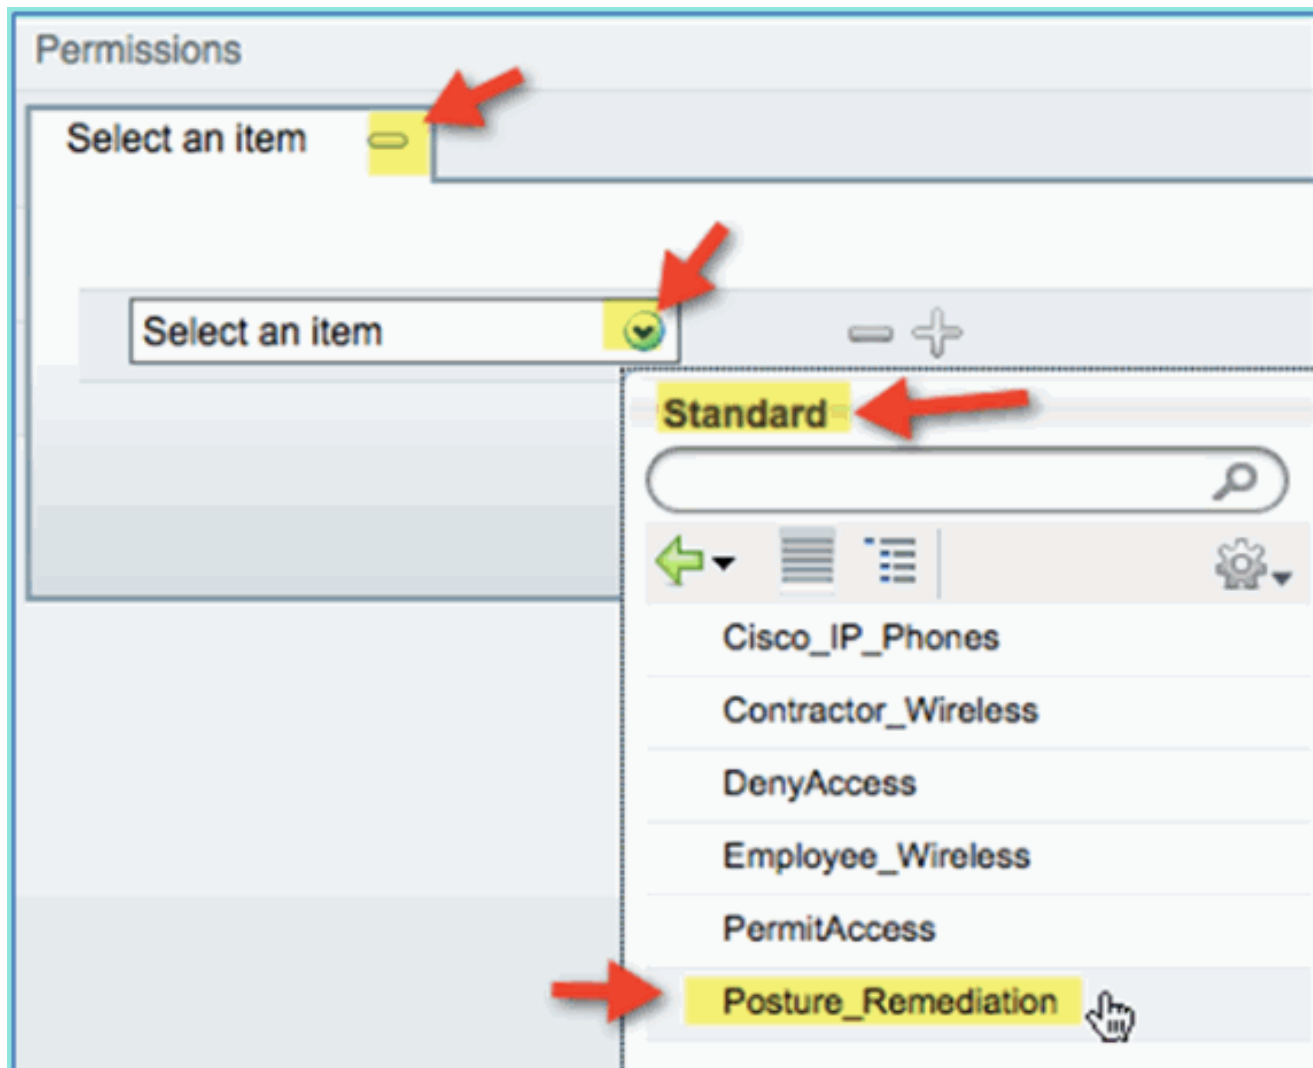 Permissions
Select an item
Select an item
Standard
Cisco_IP_Phones
Contractor_Wireless
DenyAccess
Employee_Wireless
PermitAccess
Posture_Remediation